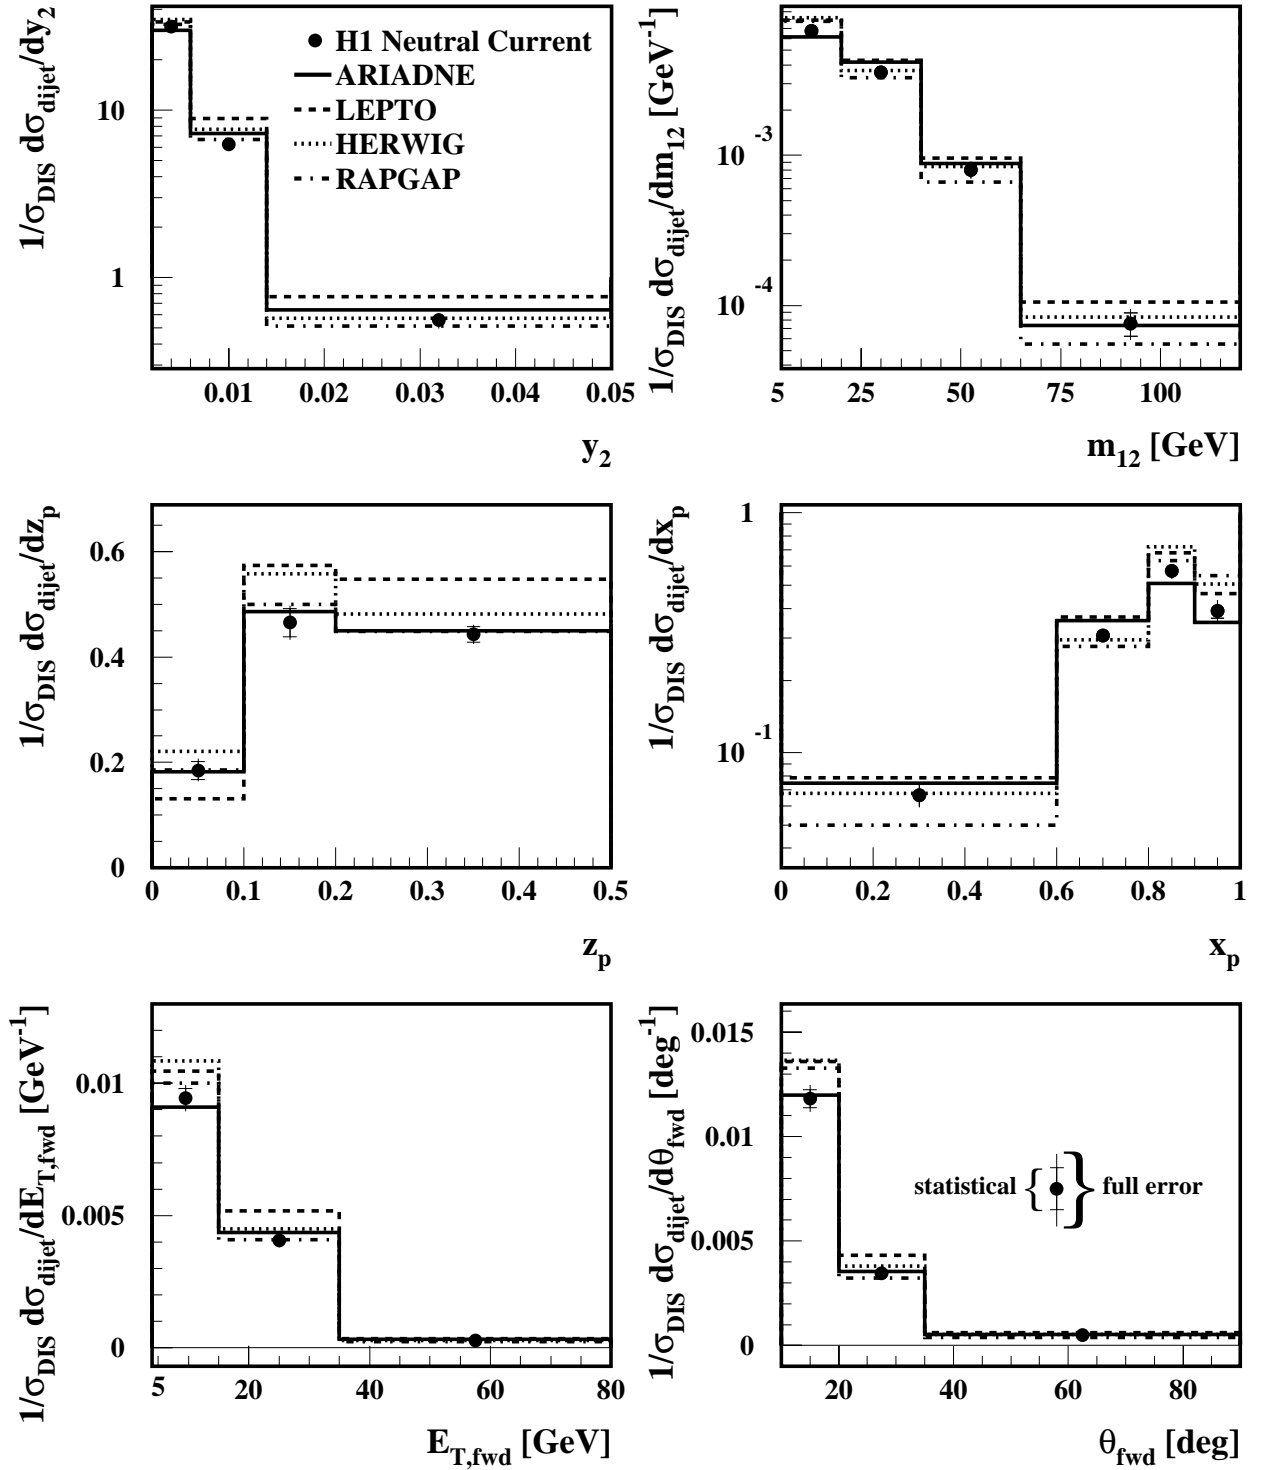 1/σDIS dσdijet/dy2
10
1
H1 Neutral Current
ARIADNE
LEPTO
HERWIG
RAPGAP
0.01 0.02 0.03 0.04 0.05
y2
1/σDIS dσdijet/dm12 [GeV-1]
10 -3
10 -4
5 25 50 75 100
m12 [GeV]
1/σDIS dσdijet/dzp
0.6
0.4
0.2
0
0 0.1 0.2 0.3 0.4 0.5
zp
1/σDIS dσdijet/dxp
1
10 -1
0 0.2 0.4 0.6 0.8 1
xp
1/σDIS dσdijet/dET,fwd [GeV-1]
0.01
0.005
0
5 20 40 60 80
ET,fwd [GeV]
1/σDIS dσdijet/dθfwd [deg-1]
0.015
0.01
0.005
0
statistical { } full error
20 40 60 80
θfwd [deg]